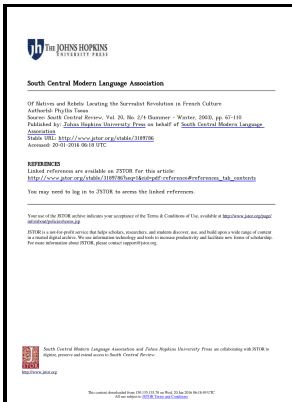 THE JOHNS HOPKINS
UNIVERSITY PRESS
South Central Modern Language Association
Of Natives and Rebels: Locating the Surrealist Revolution in French Culture
Author(s): Phyllis Taoua
Source: South Central Review, Vol. 20, No. 2/4 (Summer - Winter, 2003), pp. 67-110
Published by: Johns Hopkins University Press on behalf of South Central Modern Language
Association
Stable URL: http://www.jstor.org/stable/3189786
Accessed: 20-01-2016 06:18 UTC
REFERENCES
Linked references are available on JSTOR for this article:
http://www.jstor.org/stable/3189786?seq=1&cid=pdf-reference#references_tab_contents
You may need to log in to JSTOR to access the linked references.
Your use of the JSTOR archive indicates your acceptance of the Terms & Conditions of Use, available at http://www.jstor.org/page/
info/about/policies/terms.jsp
JSTOR is a not-for-profit service that helps scholars, researchers, and students discover, use, and build upon a wide range of content
in a trusted digital archive. We use information technology and tools to increase productivity and facilitate new forms of scholarship.
For more information about JSTOR, please contact support@jstor.org.
South Central Modern Language Association and Johns Hopkins University Press are collaborating with JSTOR to
digitize, preserve and extend access to South Central Review.
JSTOR
http://www.jstor.org
on Wed, 20 Jan 2016 06:18:49 UTC
All use subject to JSTOR Terms and Conditions